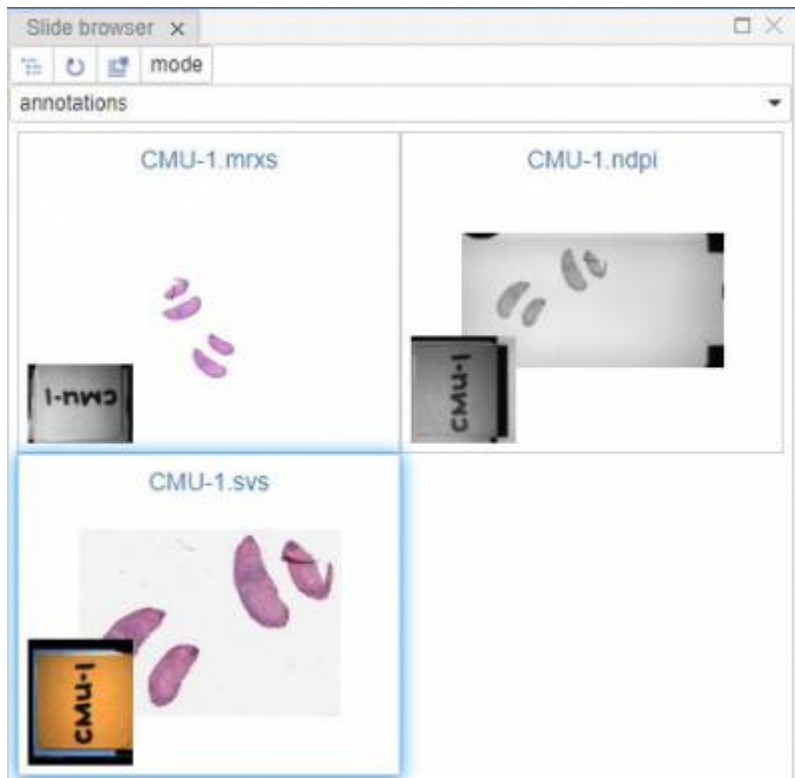 Slide browser
mode
annotations
CMU-1.mrxs
CMU-1.ndpi
CMU-1
CMU-1
CMU-1.svs
CMU-1